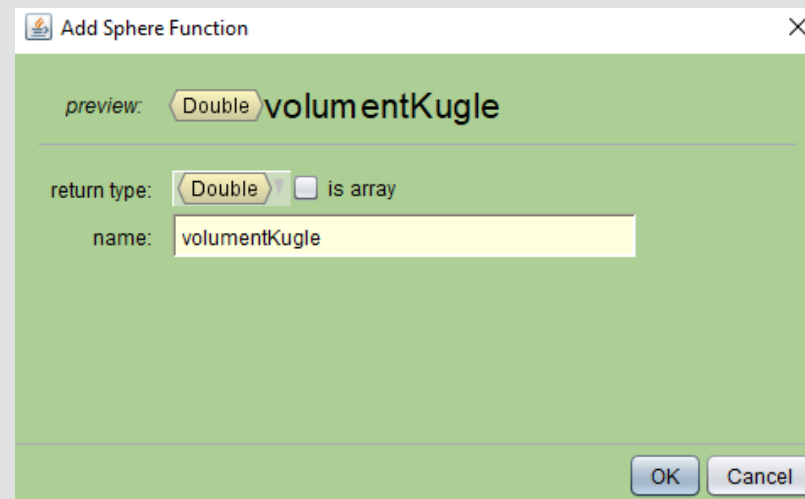 Add Sphere Function
preview: Double volumentKugle
return type: Double is array
name: volumentKugle
OK Cancel